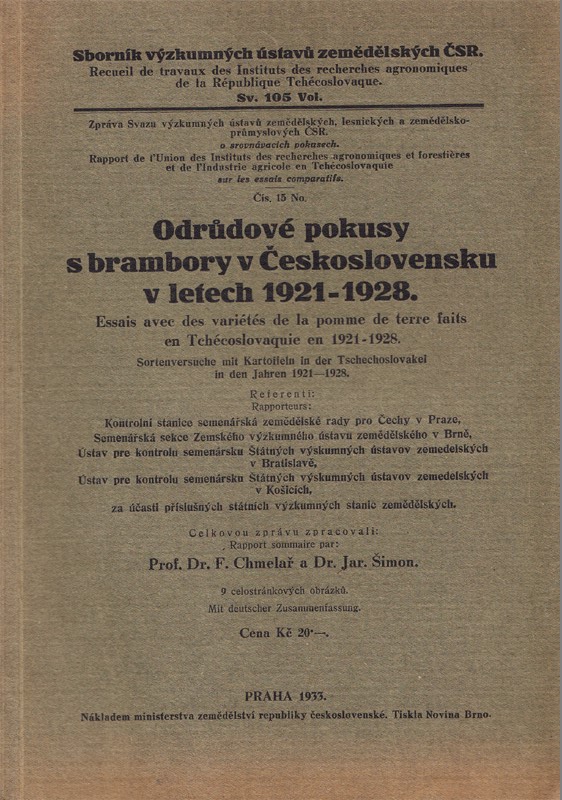 Sborník výzkumných ústavů zemědělských ČSR.
Recueil de travaux des Instituts des recherches agronomiques
de la République Tchécoslovaque.
Sv. 105 Vol.
Zpráva Svazu výzkumných ústavů zemědělských, lesnických a zemědělsko-
průmyslových ČSR.
o srovnávacích pokusech.
Rapport de l'Union des Instituts des recherches agronomiques et forestières
et de l'Industrie agricole en Tchécoslovaquie
sur les essais comparatifs.
Čís. 15 No.
Odrůdové pokusy
s brambory v Československu
v letech 1921-1928.
Essais avec des variétés de la pomme de terre faits
en Tchécoslovaquie en 1921-1928.
Sortenversuche mit Kartoffeln in der Tschechoslovakei
in den Jahren 1921—1928.
Referenti:
Rapporteurs:
Kontrolní stanice semenářská zemědělské rady pro Čechy v Praze,
Semenářská sekce Zemského výzkumného ústavu zemědělského v Brně,
Ústav pre kontrolu semenársku Štátných výskumných ústavov zemedelských
v Bratislavě,
Ústav pre kontrolu semenársku Štátných výskumných ústavov zemedelských
v Košicích,
za účasti příslušných státních výzkumných stanic zemědělských.
Celkovou zprávu zpracovali:
Rapport sommaire par:
Prof. Dr. F. Chmelař a Dr. Jar. Šimon.
9 celostránkových obrázků.
Mit deutscher Zusammenfassung.
Cena Kč 20·—.
PRAHA 1933.
Nákladem ministerstva zemědělství republiky československé. Tiskla Novina Brno.